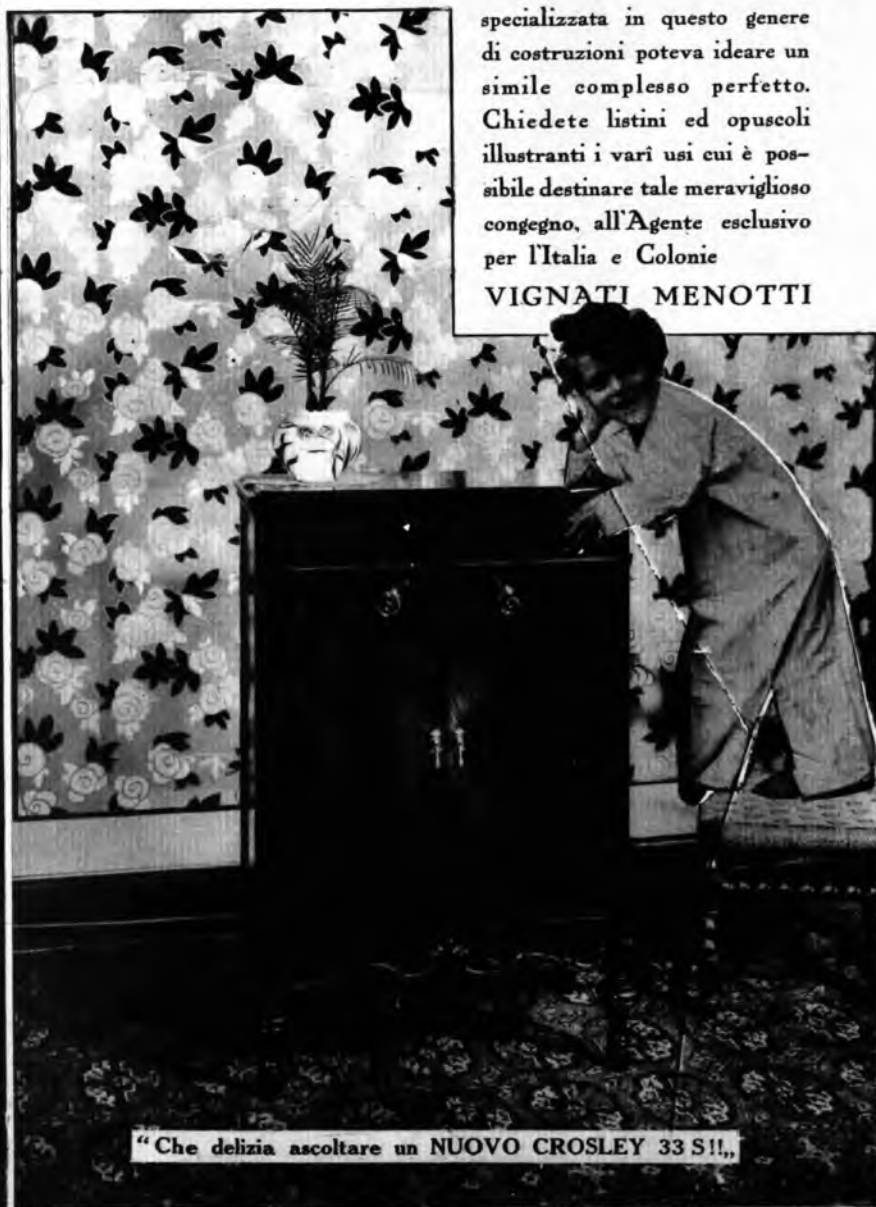 specializzata in questo genere
di costruzioni poteva ideare un
simile complesso perfetto.
Chiedete listini ed opuscoli
illustranti i varî usi cui è pos-
sibile destinare tale meraviglioso
congegno, all'Agente esclusivo
per l'Italia e Colonie
VIGNATI MENOTTI
“Che delizia ascoltare un NUOVO CROSLEY 33 S!!„